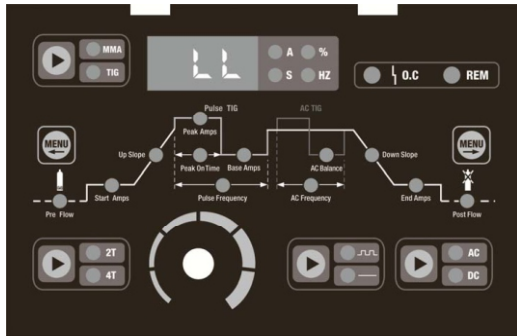 MMA
TIG
LL
A
%
S
HZ
O.C
REM
Pulse TIG
AC TIG
Peak Amps
MENU
MENU
Up Slope
Peak OnTime
Base Amps
AC Balance
Down Slope
Start Amps
Pulse Frequency
AC Frequency
End Amps
Pre Flow
Post Flow
2T
4T
AC
DC